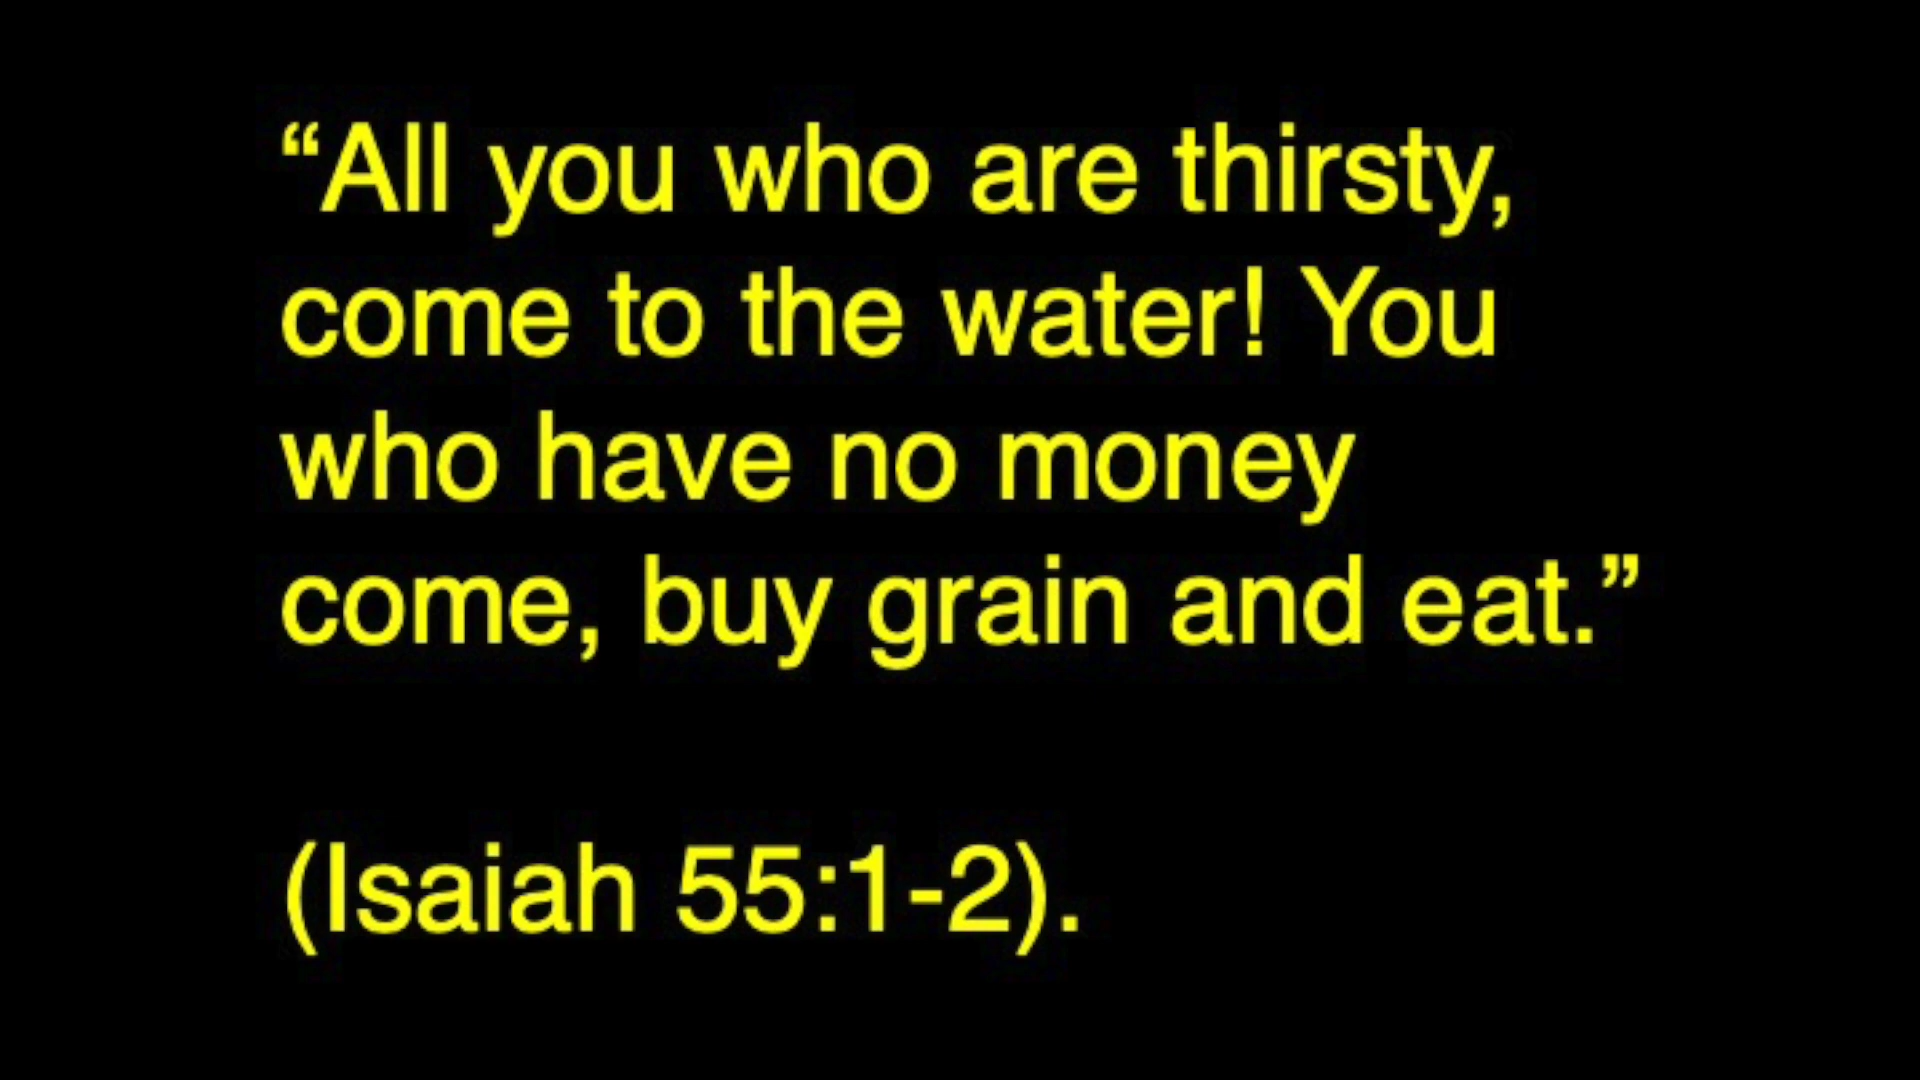 “All you who are thirsty,
come to the water! You
who have no money
come, buy grain and eat.”
(Isaiah 55:1-2).